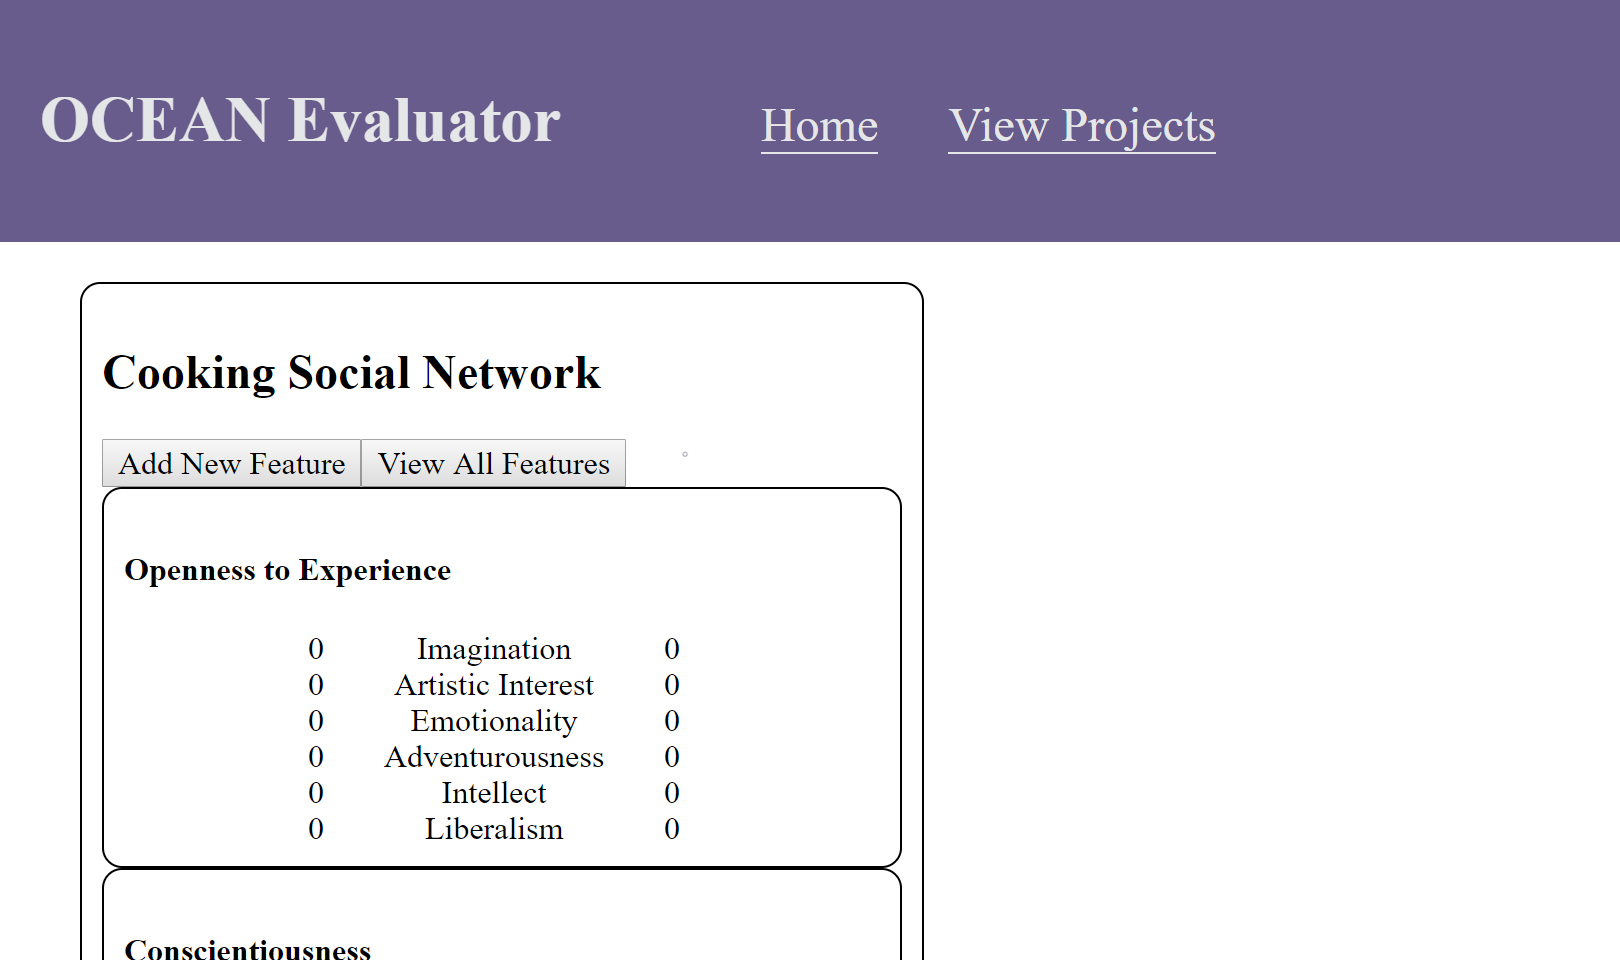 OCEAN Evaluator Home View Projects
Cooking Social Network
Add New Feature View All Features
Openness to Experience
0 Imagination 0
0 Artistic Interest 0
0 Emotionality 0
0 Adventurousness 0
0 Intellect 0
0 Liberalism 0
Conscientiousness